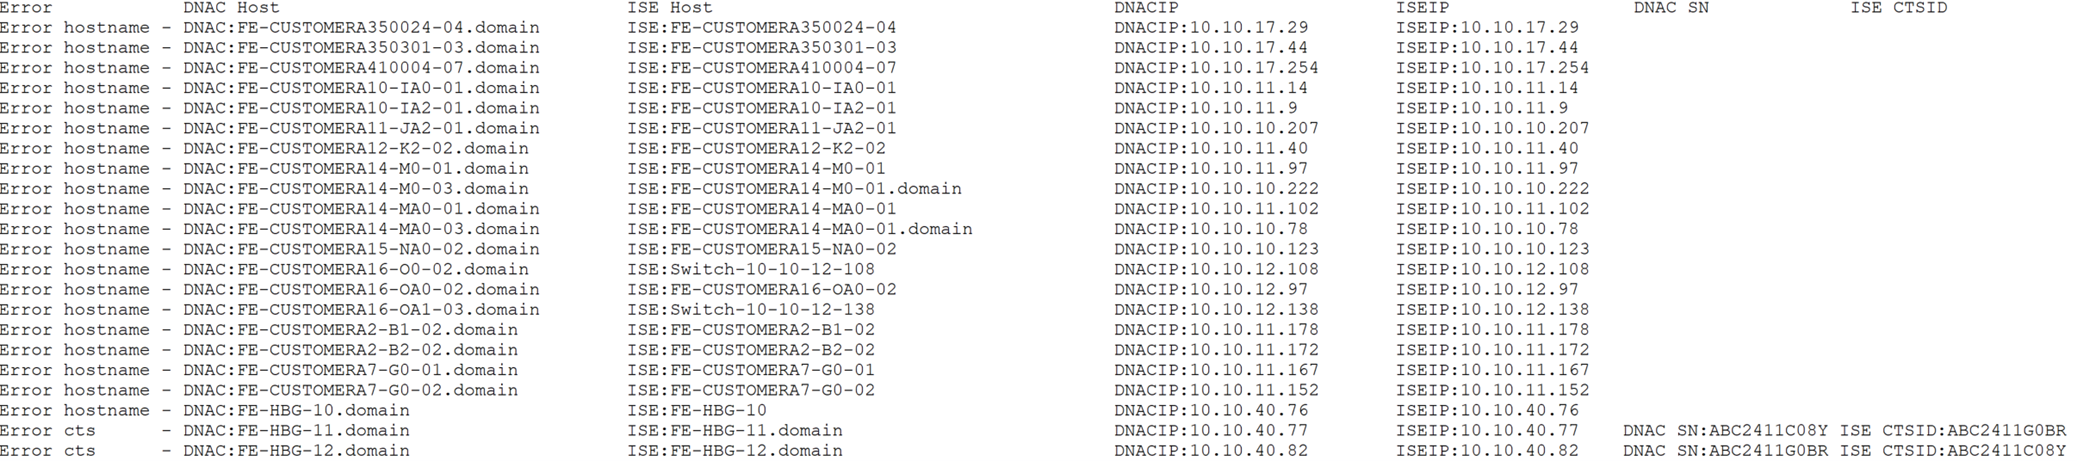 Error DNAC Host ISE Host DNACIP ISEIP DNAC SN ISE CTSID
Error hostname - DNAC:FE-CUSTOMERA350024-04.domain ISE:FE-CUSTOMERA350024-04 DNACIP:10.10.17.29 ISEIP:10.10.17.29
Error hostname - DNAC:FE-CUSTOMERA350301-03.domain ISE:FE-CUSTOMERA350301-03 DNACIP:10.10.17.44 ISEIP:10.10.17.44
Error hostname - DNAC:FE-CUSTOMERA410004-07.domain ISE:FE-CUSTOMERA410004-07 DNACIP:10.10.17.254 ISEIP:10.10.17.254
Error hostname - DNAC:FE-CUSTOMERA10-IA0-01.domain ISE:FE-CUSTOMERA10-IA0-01 DNACIP:10.10.11.14 ISEIP:10.10.11.14
Error hostname - DNAC:FE-CUSTOMERA10-IA2-01.domain ISE:FE-CUSTOMERA10-IA2-01 DNACIP:10.10.11.9 ISEIP:10.10.11.9
Error hostname - DNAC:FE-CUSTOMERA11-JA2-01.domain ISE:FE-CUSTOMERA11-JA2-01 DNACIP:10.10.10.207 ISEIP:10.10.10.207
Error hostname - DNAC:FE-CUSTOMERA12-K2-02.domain ISE:FE-CUSTOMERA12-K2-02 DNACIP:10.10.11.40 ISEIP:10.10.11.40
Error hostname - DNAC:FE-CUSTOMERA14-M0-01.domain ISE:FE-CUSTOMERA14-M0-01 DNACIP:10.10.11.97 ISEIP:10.10.11.97
Error hostname - DNAC:FE-CUSTOMERA14-M0-03.domain ISE:FE-CUSTOMERA14-M0-01.domain DNACIP:10.10.10.222 ISEIP:10.10.10.222
Error hostname - DNAC:FE-CUSTOMERA14-MA0-01.domain ISE:FE-CUSTOMERA14-MA0-01 DNACIP:10.10.11.102 ISEIP:10.10.11.102
Error hostname - DNAC:FE-CUSTOMERA14-MA0-03.domain ISE:FE-CUSTOMERA14-MA0-01.domain DNACIP:10.10.10.78 ISEIP:10.10.10.78
Error hostname - DNAC:FE-CUSTOMERA15-NA0-02.domain ISE:FE-CUSTOMERA15-NA0-02 DNACIP:10.10.10.123 ISEIP:10.10.10.123
Error hostname - DNAC:FE-CUSTOMERA16-O0-02.domain ISE:Switch-10-10-12-108 DNACIP:10.10.12.108 ISEIP:10.10.12.108
Error hostname - DNAC:FE-CUSTOMERA16-OA0-02.domain ISE:FE-CUSTOMERA16-OA0-02 DNACIP:10.10.12.97 ISEIP:10.10.12.97
Error hostname - DNAC:FE-CUSTOMERA16-OA1-03.domain ISE:Switch-10-10-12-138 DNACIP:10.10.12.138 ISEIP:10.10.12.138
Error hostname - DNAC:FE-CUSTOMERA2-B1-02.domain ISE:FE-CUSTOMERA2-B1-02 DNACIP:10.10.11.178 ISEIP:10.10.11.178
Error hostname - DNAC:FE-CUSTOMERA2-B2-02.domain ISE:FE-CUSTOMERA2-B2-02 DNACIP:10.10.11.172 ISEIP:10.10.11.172
Error hostname - DNAC:FE-CUSTOMERA7-G0-01.domain ISE:FE-CUSTOMERA7-G0-01 DNACIP:10.10.11.167 ISEIP:10.10.11.167
Error hostname - DNAC:FE-CUSTOMERA7-G0-02.domain ISE:FE-CUSTOMERA7-G0-02 DNACIP:10.10.11.152 ISEIP:10.10.11.152
Error hostname - DNAC:FE-HBG-10.domain ISE:FE-HBG-10 DNACIP:10.10.40.76 ISEIP:10.10.40.76
Error cts - DNAC:FE-HBG-11.domain ISE:FE-HBG-11.domain DNACIP:10.10.40.77 ISEIP:10.10.40.77 DNAC SN:ABC2411C08Y ISE CTSID:ABC2411G0BR
Error cts - DNAC:FE-HBG-12.domain ISE:FE-HBG-12.domain DNACIP:10.10.40.82 ISEIP:10.10.40.82 DNAC SN:ABC2411G0BR ISE CTSID:ABC2411C08Y